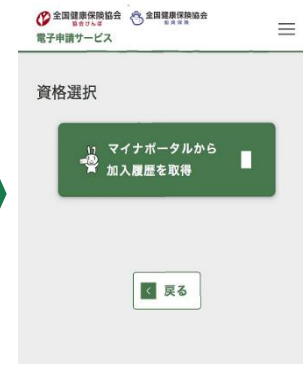 全国健康保険協会 全国健康保険協会
協会けんぽ 船員保険
電子申請サービス
資格選択
マイナポータルから
加入履歴を取得
戻る